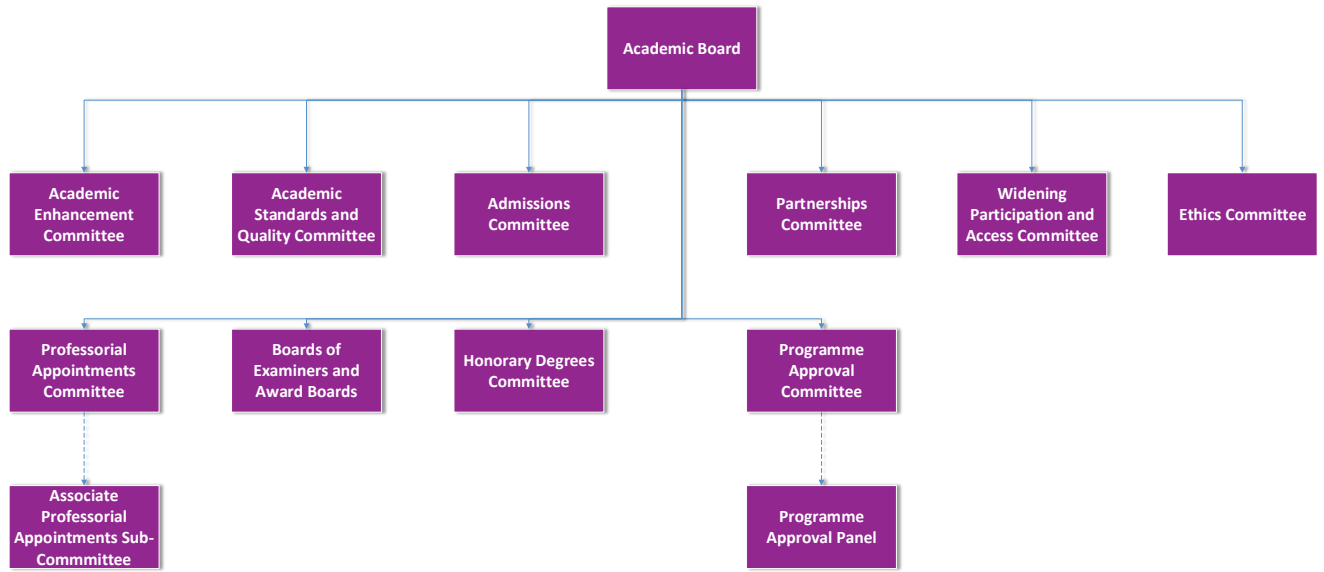 Academic Board
Academic
Enhancement
Committee
Academic
Standards and
Quality Committee
Admissions
Committee
Partnerships
Committee
Widening
Participation and
Access Committee
Ethics Committee
Professorial
Appointments
Committee
Boards of
Examiners and
Award Boards
Honorary Degrees
Committee
Programme
Approval
Committee
Associate
Professorial
Appointments Sub-
Commmittee
Programme
Approval Panel